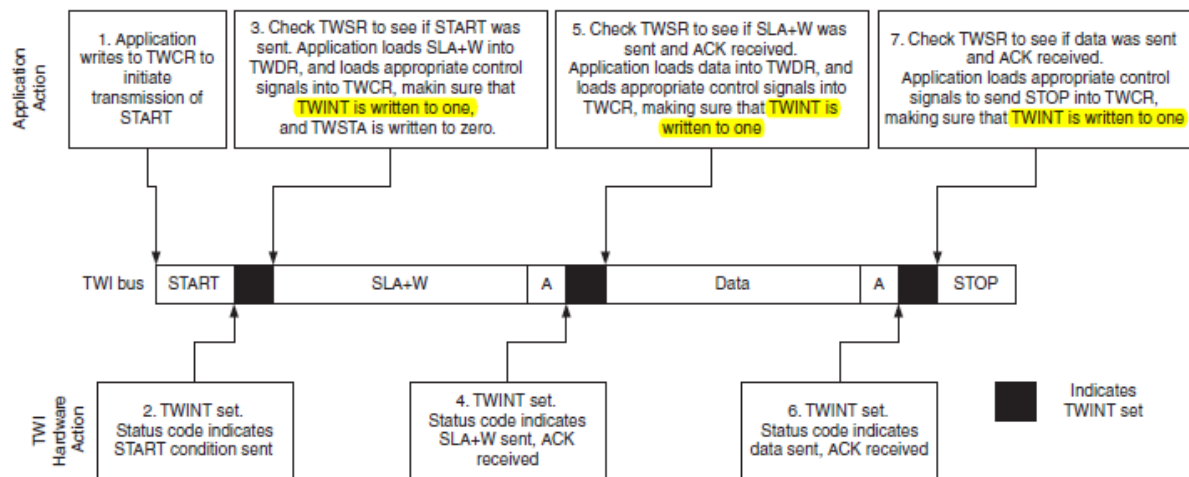 Application
Action
1. Application
writes to TWCR to
initiate
transmission of
START
3. Check TWSR to see if START was
sent. Application loads SLA+W into
TWDR, and loads appropriate control
signals into TWCR, makin sure that
TWINT is written to one,
and TWSTA is written to zero.
5. Check TWSR to see if SLA+W was
sent and ACK received.
Application loads data into TWDR, and
loads appropriate control signals into
TWCR, making sure that TWINT is
written to one
7. Check TWSR to see if data was sent
and ACK received.
Application loads appropriate control
signals to send STOP into TWCR,
making sure that TWINT is written to one
TWI bus
START
SLA+W
A
Data
A
STOP
TWI
Hardware
Action
2. TWINT set.
Status code indicates
START condition sent
4. TWINT set.
Status code indicates
SLA+W sent, ACK
received
6. TWINT set.
Status code indicates
data sent, ACK received
Indicates
TWINT set